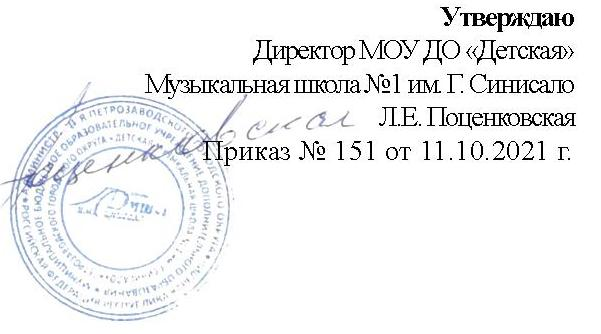 Утверждаю
Директор МОУ ДО «Детская»
Музыкальная школа №1 им. Г. Синисало
Л.Е. Поценковская
Приказ № 151 от 11.10.2021 г.